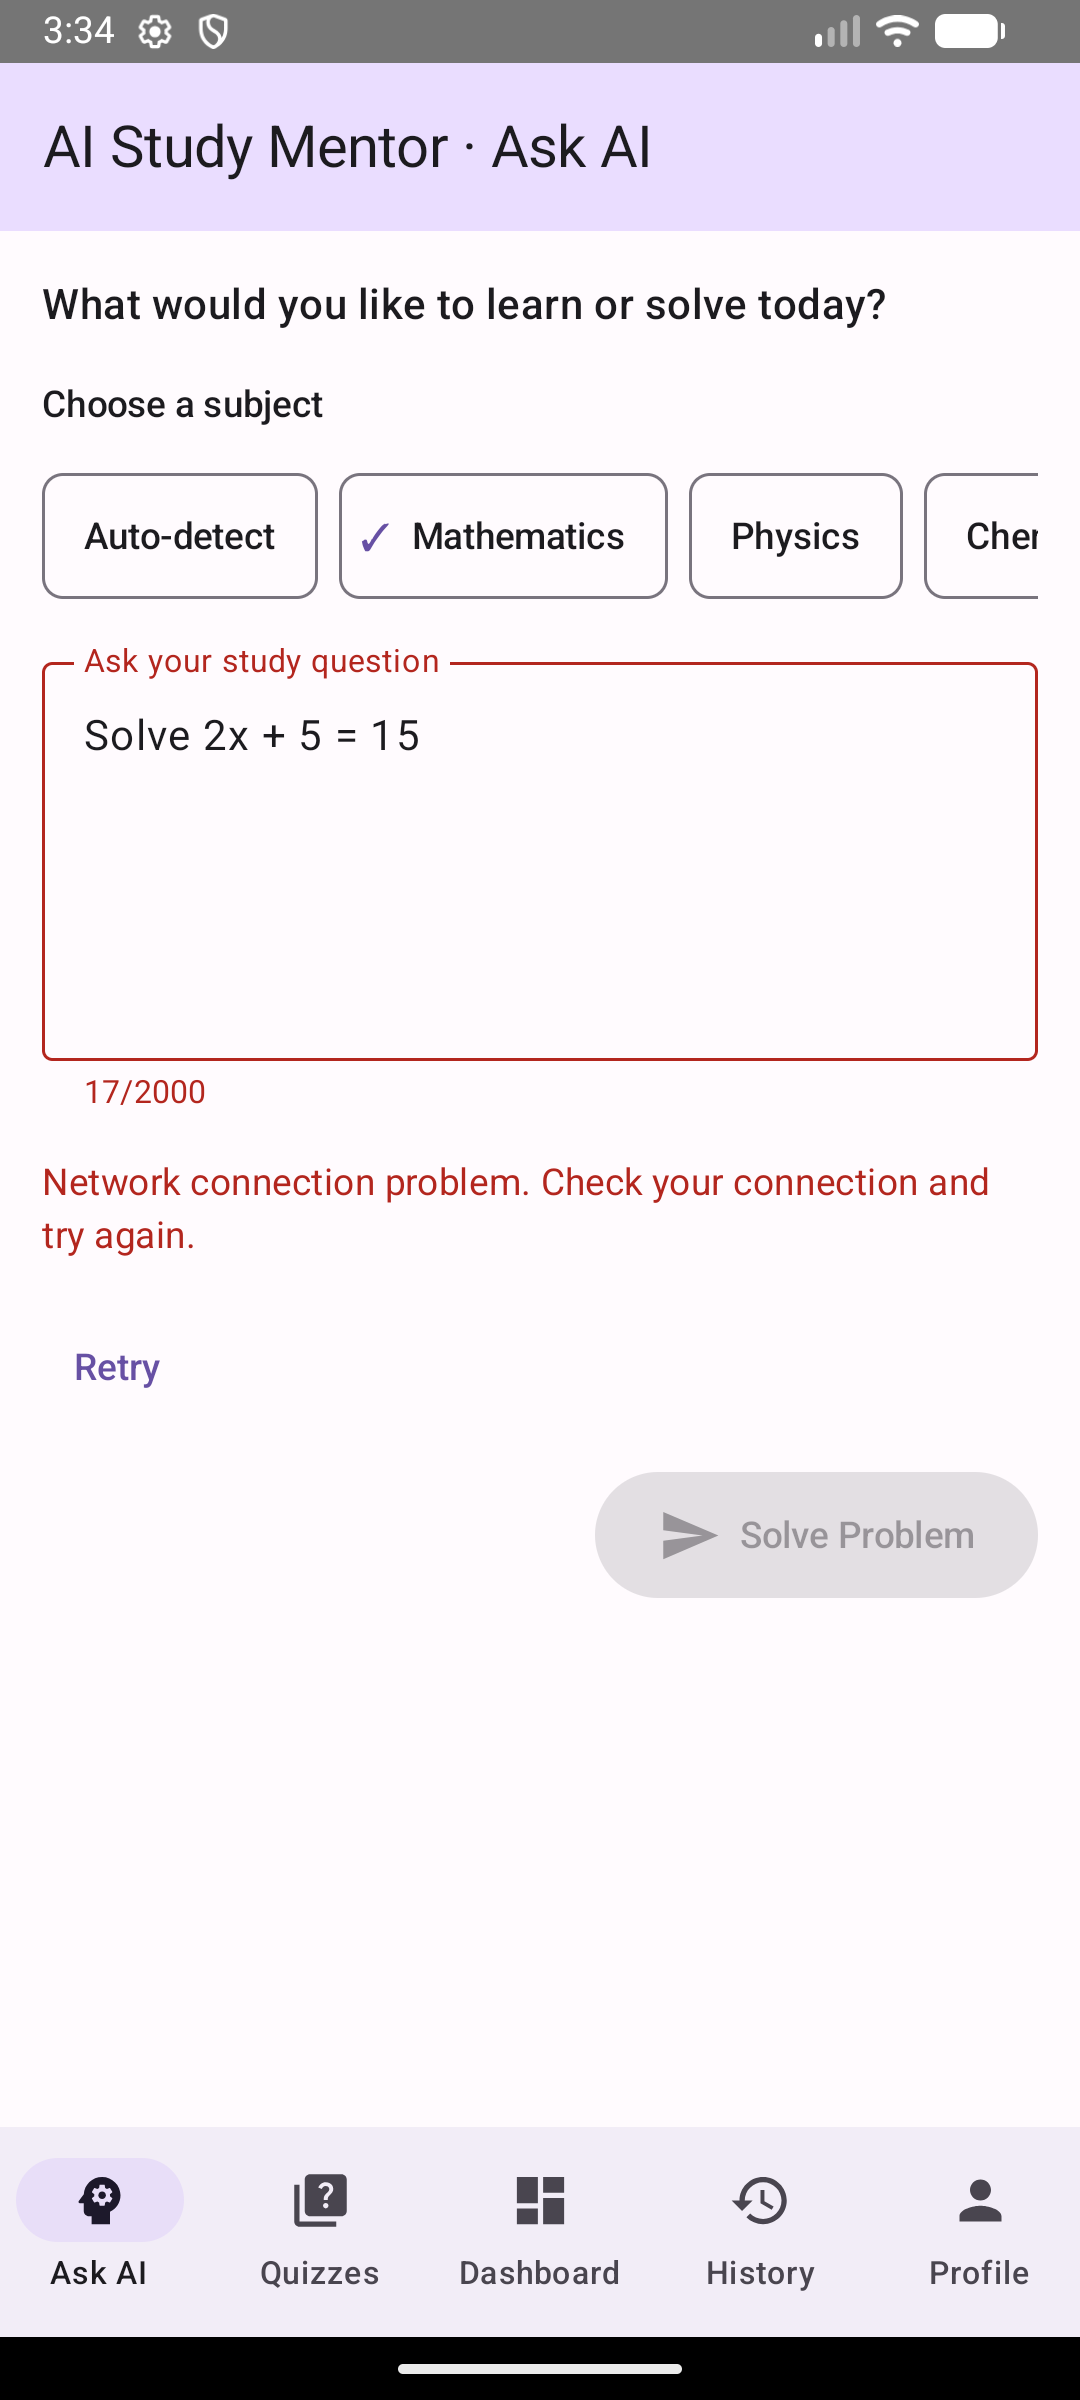 3:34
AI Study Mentor · Ask AI
What would you like to learn or solve today?
Choose a subject
Auto-detect ✓ Mathematics Physics Cher
Ask your study question
Solve 2x + 5 = 15
17/2000
Network connection problem. Check your connection and
try again.
Retry
Solve Problem
Ask AI Quizzes Dashboard History Profile